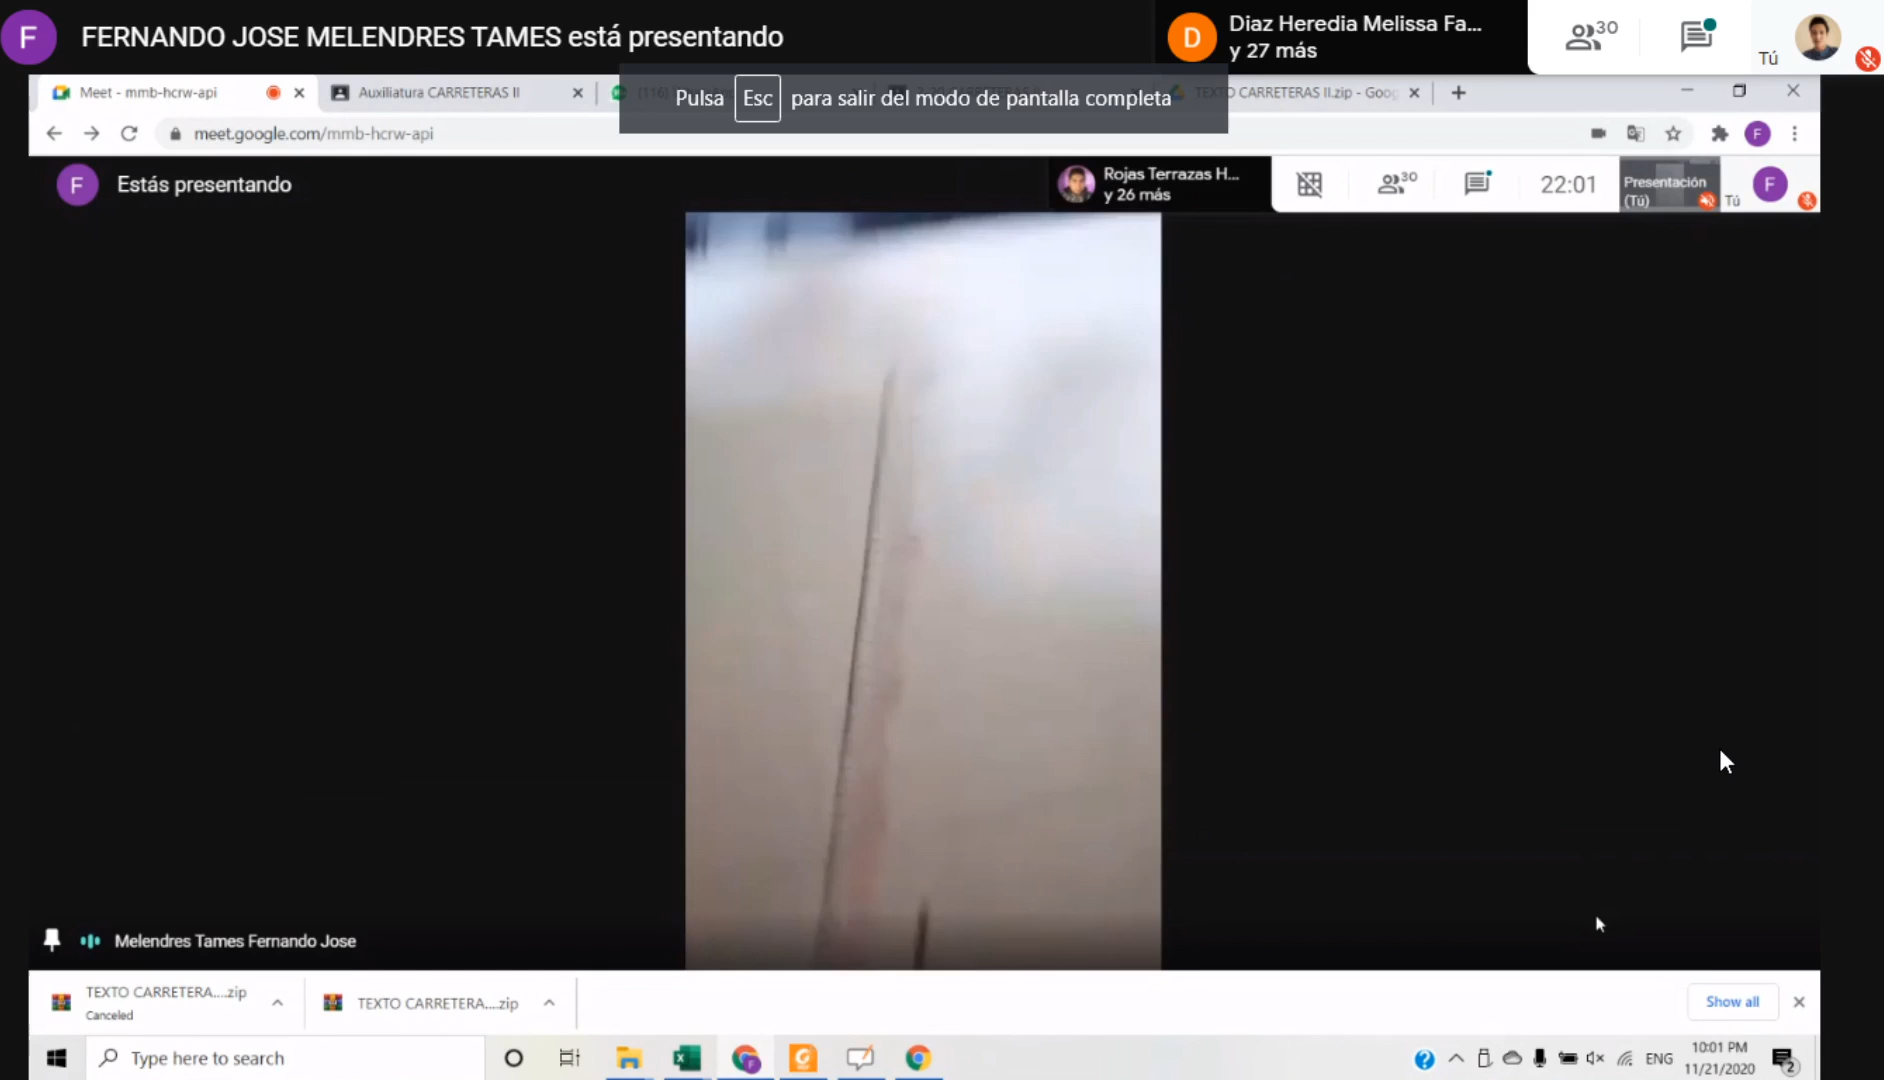 F
FERNANDO JOSE MELENDRES TAMES está presentando
D
Diaz Heredia Melissa Fa...
y 27 más
30
Tú
Meet - mmb-hcrw-api
Auxiliatura CARRETERAS II
TEXTO CARRETERAS II.zip - Goo
Pulsa Esc para salir del modo de pantalla completa
meet.google.com/mmb-hcrw-api
F
F
Estás presentando
Rojas Terrazas H...
y 26 más
30
22:01
Presentación
(Tú)
Tú
F
Melendres Tames Fernando Jose
TEXTO CARRETERA....zip
Canceled
TEXTO CARRETERA....zip
Show all
Type here to search
ENG
10:01 PM
11/21/2020
2